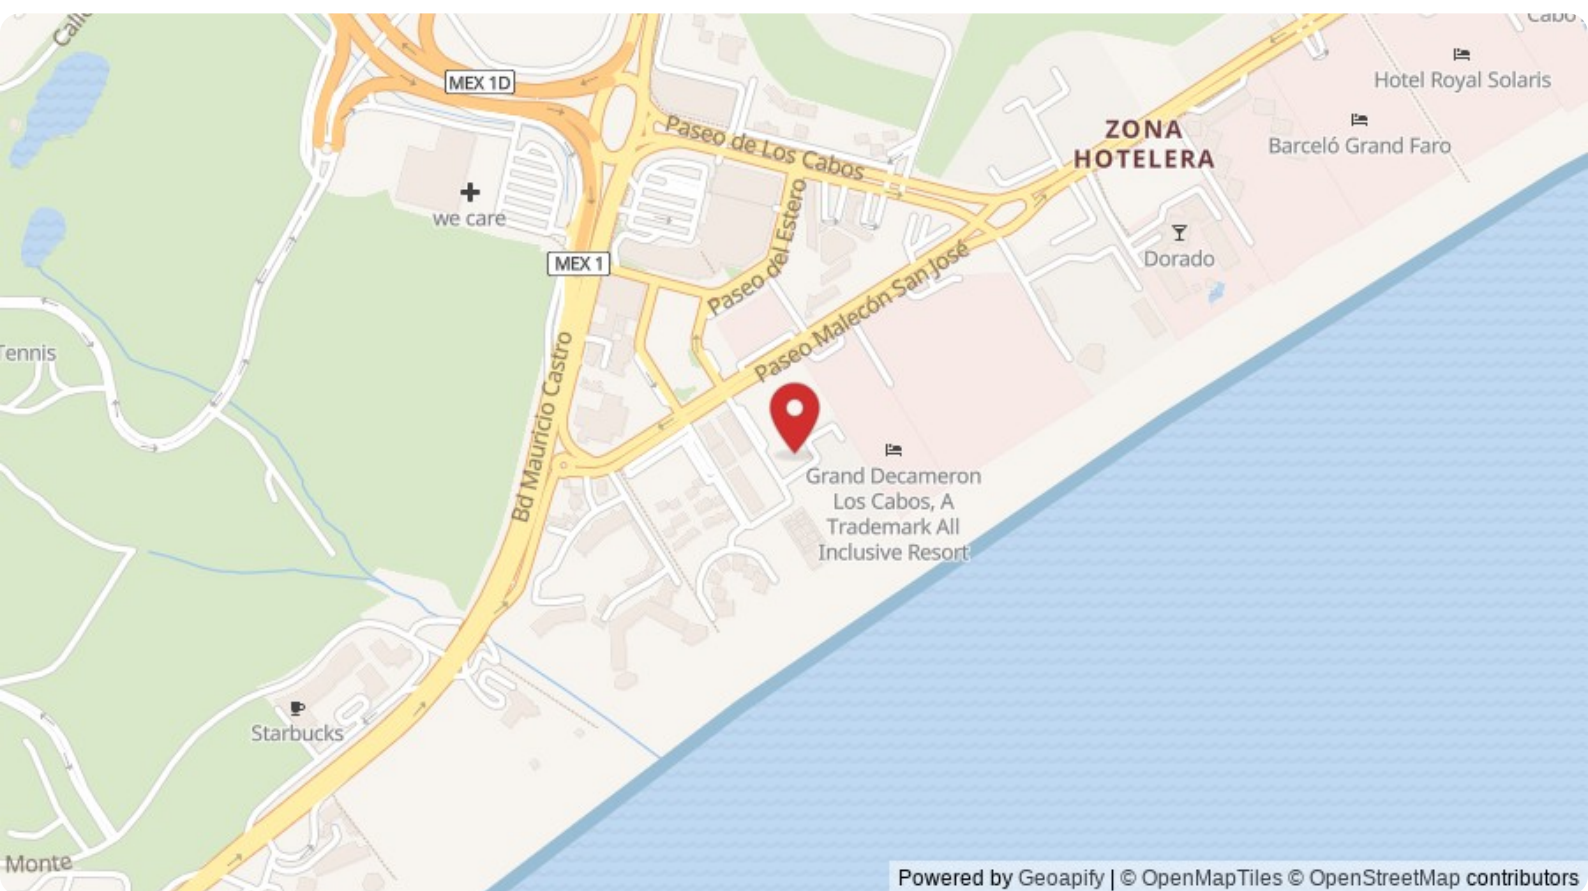 Cabo
Hotel Royal Solaris
MEX 1D
Paseo de Los Cabos
ZONA
HOTELERA
Barceló Grand Faro
we care
Paseo del Estero
Dorado
MEX 1
Paseo Malecón San José
Tennis
Bd Mauricio Castro
Grand Decameron
Los Cabos, A
Trademark All
Inclusive Resort
Starbucks
Monte
Powered by Geoapify | © OpenMapTiles © OpenStreetMap contributors